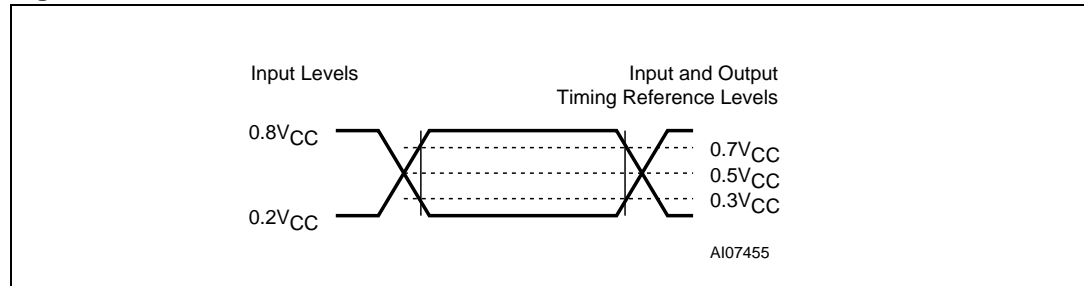 Input Levels
Input and Output
Timing Reference Levels
0.8VCC
0.7VCC
0.5VCC
0.3VCC
0.2VCC
AI07455